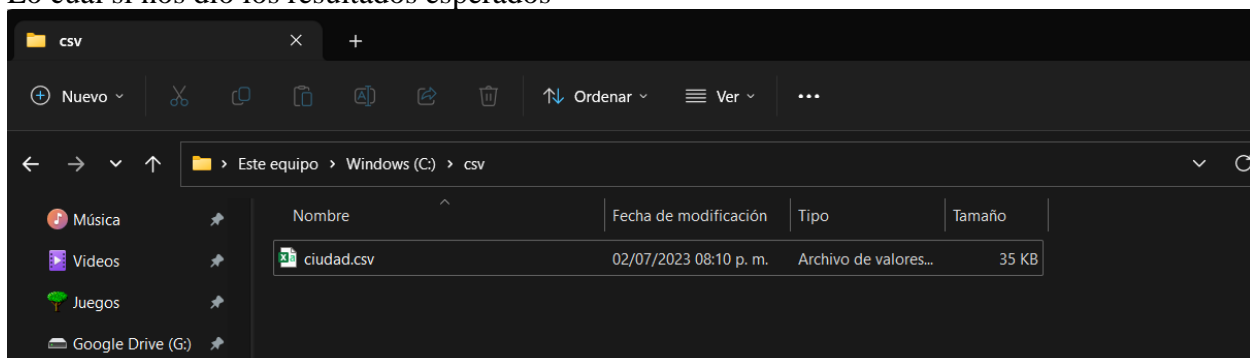 Lo cual si nos dio los resultados esperados
csv
Nuevo
Ordenar
Ver
Este equipo > Windows (C:) > csv
Música
Videos
Juegos
Google Drive (G:)
Nombre Fecha de modificación Tipo Tamaño
ciudad.csv 02/07/2023 08:10 p. m. Archivo de valores... 35 KB